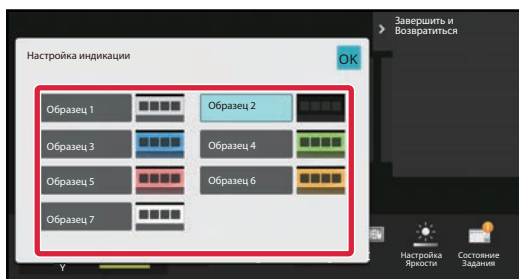 Завершить и
Возвратиться
Настройка индикации
OK
Образец 1
Образец 2
Образец 3
Образец 4
Образец 5
Образец 6
Образец 7
Настройка
Яркости
Состояние
Задания
Y